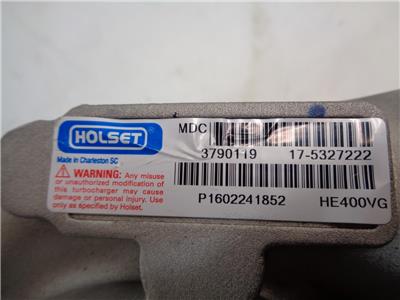 HOLSET
MDC
3790119 17-5327222
Made in Charleston SC
WARNING: Any misuse
or unauthorized modification of
this turbocharger may cause
damage or personal injury. Use
only as specified by Holset.
P1602241852 HE400VG